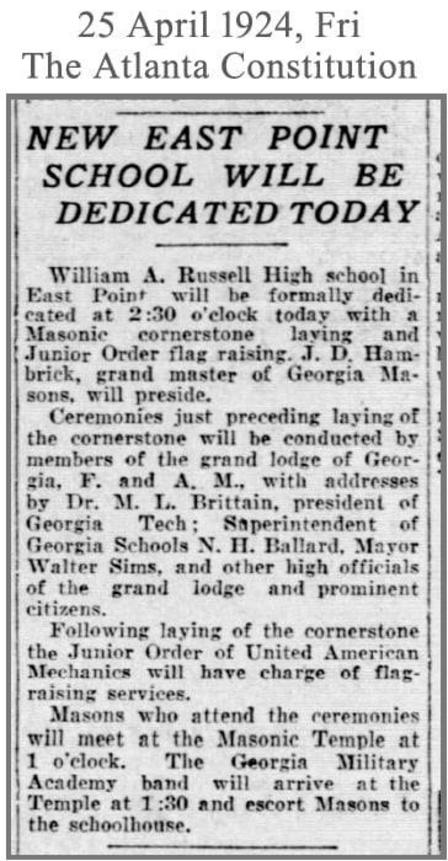 25 April 1924, Fri
The Atlanta Constitution
NEW EAST POINT
SCHOOL WILL BE
DEDICATED TODAY
William A. Russell High school in
East Point will be formally dedi-
cated at 2:30 o'clock today with a
Masonic cornerstone laying and
Junior Order flag raising. J. D. Ham-
brick, grand master of Georgia Ma-
sons, will preside.
Ceremonies just preceding laying of
the cornerstone will be conducted by
members of the grand lodge of Geor-
gia, F. and A. M., with addresses
by Dr. M. L. Brittain, president of
Georgia Tech; Saperintendent of
Georgia Schools N. H. Ballard, Mayor
Walter Sims, and other high officials
of the grand lodge and prominent
citizens.
Following laying of the cornerstone
the Junior Order of United American
Mechanics will have charge of flag-
raising services.
Masons who attend the ceremonies
will meet at the Masonic Temple at
1 o'clock. The Georgia Military
Academy band will arrive at the
Temple at 1:30 and escort Masons to
the schoolhouse.